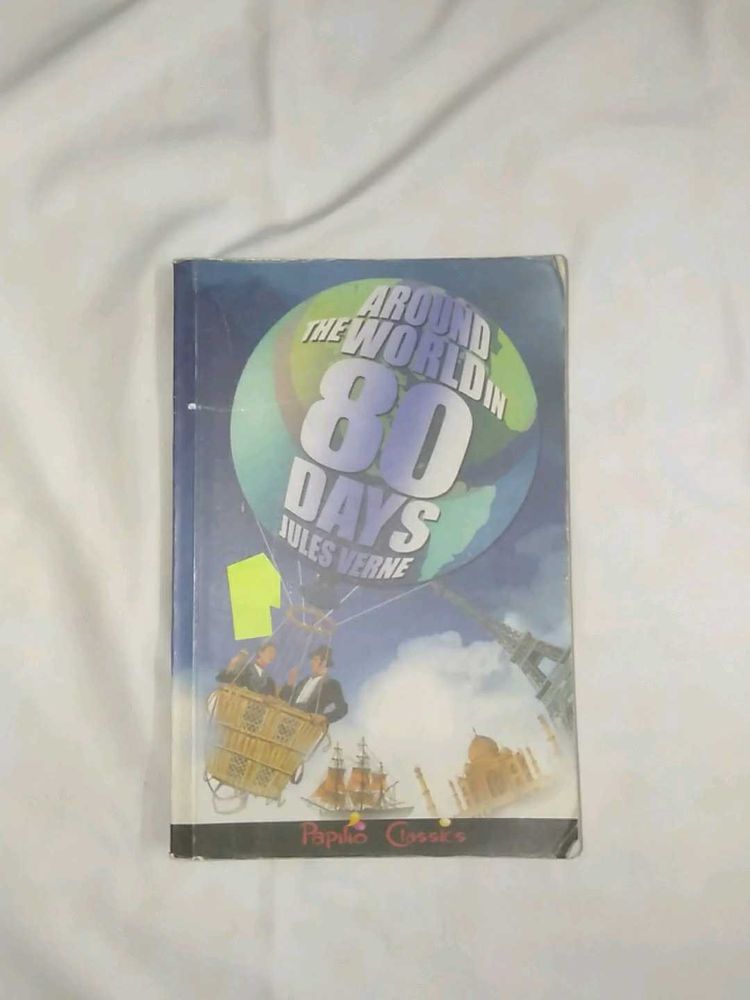 AROUND
THE WORLD IN
80
DAYS
JULES VERNE
Papilio Classics